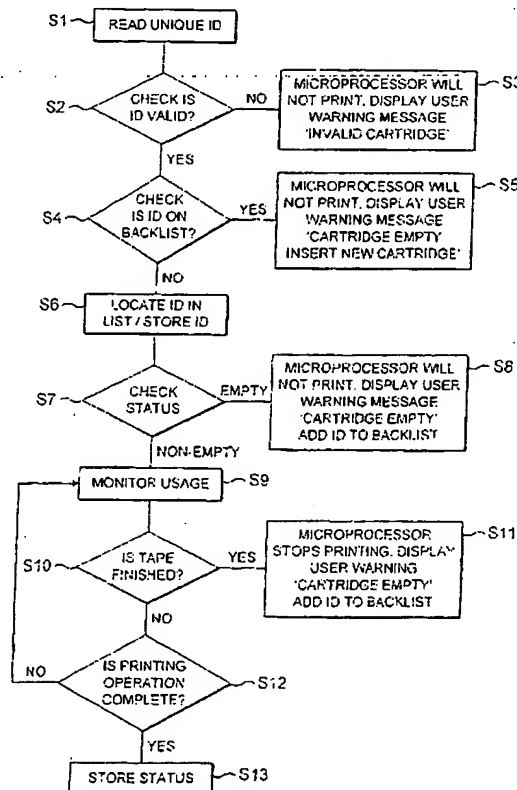 S1
READ UNIQUE ID
S2
CHECK IS
ID VALID?
NO
MICROPROCESSOR WILL
NOT PRINT. DISPLAY USER
WARNING MESSAGE
'INVALID CARTRIDGE'
S3
YES
S4
CHECK
IS ID ON
BACKLIST?
YES
MICROPROCESSOR WILL
NOT PRINT. DISPLAY USER
WARNING MESSAGE
'CARTRIDGE EMPTY
INSERT NEW CARTRIDGE'
S5
NO
S6
LOCATE ID IN
LIST / STORE ID
S7
CHECK
STATUS
EMPTY
MICROPROCESSOR WILL
NOT PRINT. DISPLAY USER
WARNING MESSAGE
'CARTRIDGE EMPTY'
ADD ID TO BACKLIST
S8
NON-EMPTY
MONITOR USAGE
S9
S10
IS TAPE
FINISHED?
YES
MICROPROCESSOR
STOPS PRINTING. DISPLAY
USER WARNING
'CARTRIDGE EMPTY'
ADD ID TO BACKLIST
S11
NO
NO
IS PRINTING
OPERATION
COMPLETE?
S12
YES
STORE STATUS
S13